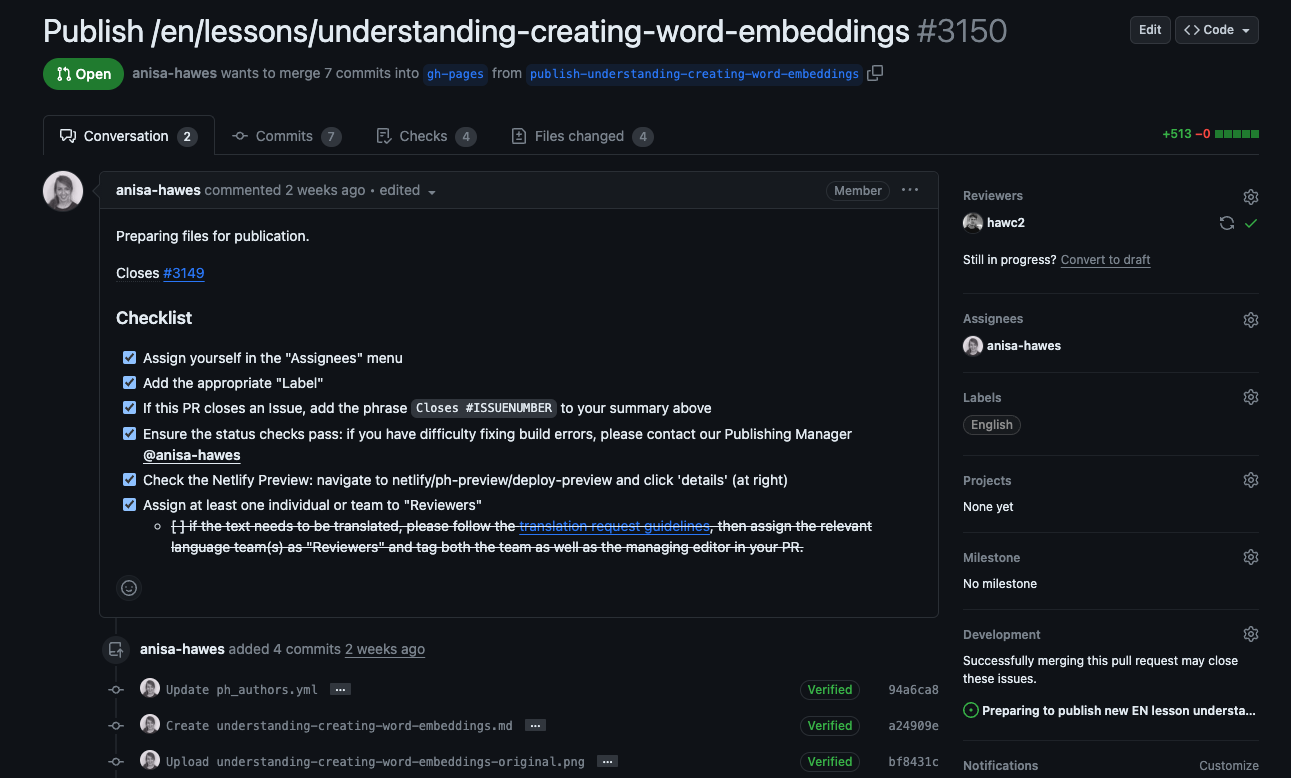 Publish /en/lessons/understanding-creating-word-embeddings #3150
Edit
<> Code
Open
anisa-hawes wants to merge 7 commits into gh-pages from publish-understanding-creating-word-embeddings
Conversation 2
Commits 7
Checks 4
Files changed 4
+513 −0
anisa-hawes commented 2 weeks ago • edited
Member
Preparing files for publication.
Closes #3149
Checklist
Assign yourself in the "Assignees" menu
Add the appropriate "Label"
If this PR closes an Issue, add the phrase Closes #ISSUENUMBER to your summary above
Ensure the status checks pass: if you have difficulty fixing build errors, please contact our Publishing Manager
@anisa-hawes
Check the Netlify Preview: navigate to netlify/ph-preview/deploy-preview and click 'details' (at right)
Assign at least one individual or team to "Reviewers"
[ ] if the text needs to be translated, please follow the translation request guidelines, then assign the relevant
language team(s) as "Reviewers" and tag both the team as well as the managing editor in your PR.
anisa-hawes added 4 commits 2 weeks ago
Update ph_authors.yml ...
Verified
94a6ca8
Create understanding-creating-word-embeddings.md ...
Verified
a24909e
Upload understanding-creating-word-embeddings-original.png ...
Verified
bf8431c
Reviewers
hawc2
Still in progress? Convert to draft
Assignees
anisa-hawes
Labels
English
Projects
None yet
Milestone
No milestone
Development
Successfully merging this pull request may close
these issues.
Preparing to publish new EN lesson understa...
Notifications
Customize